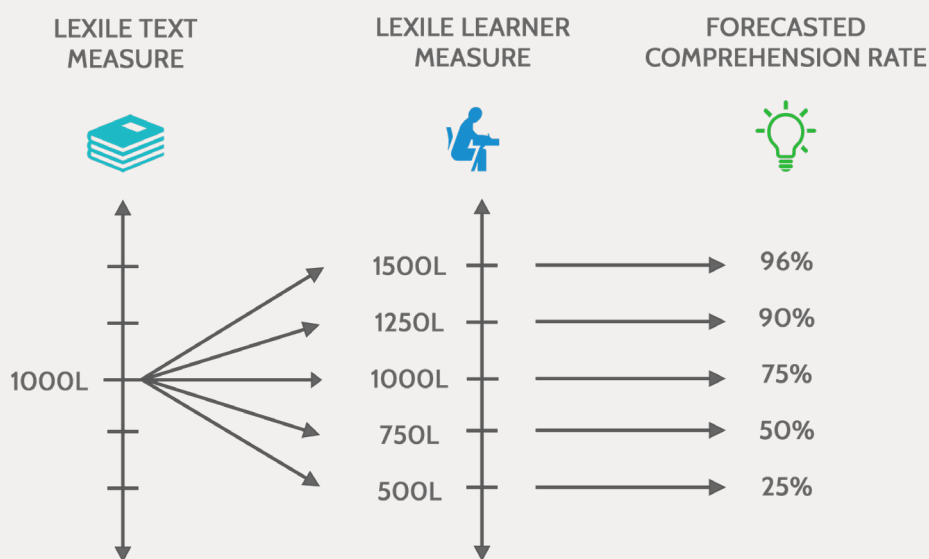 LEXILE TEXT
MEASURE
LEXILE LEARNER
MEASURE
FORECASTED
COMPREHENSION RATE
1500L
96%
1250L
90%
1000L
1000L
75%
750L
50%
500L
25%